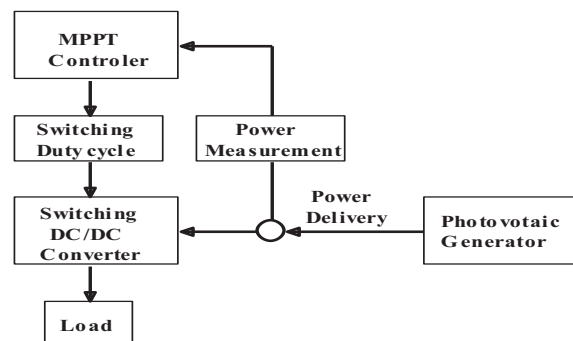 MPPT
Controler
Switching
Duty cycle
Power
Measurement
Switching
DC/DC
Converter
Power
Delivery
Photovotaic
Generator
Load